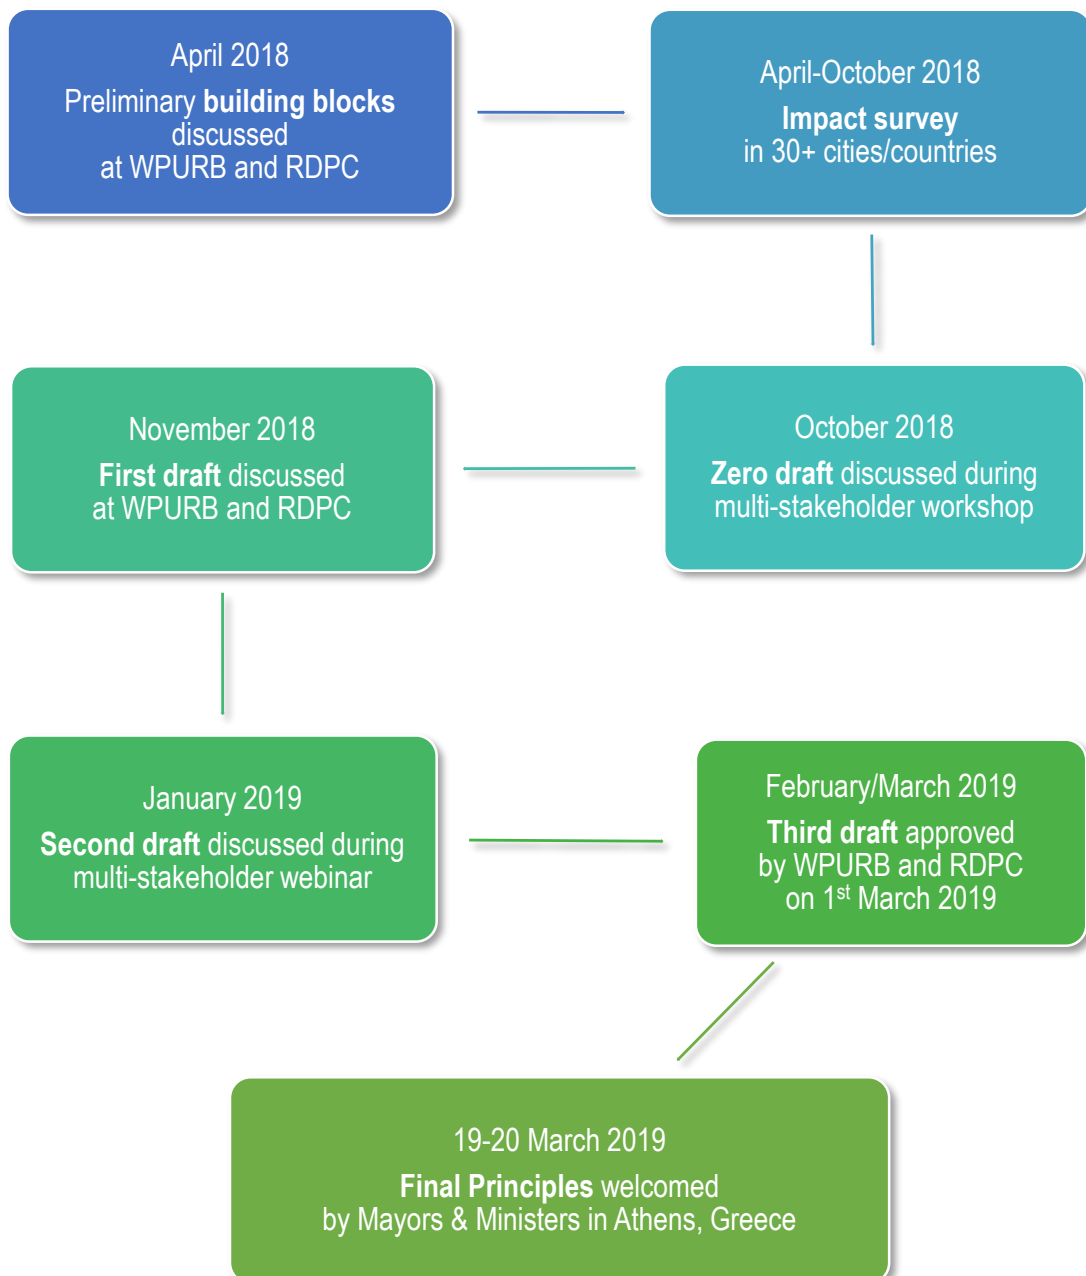 April 2018
Preliminary building blocks
discussed
at WPURB and RDPC
April-October 2018
Impact survey
in 30+ cities/countries
October 2018
Zero draft discussed during
multi-stakeholder workshop
November 2018
First draft discussed
at WPURB and RDPC
January 2019
Second draft discussed during
multi-stakeholder webinar
February/March 2019
Third draft approved
by WPURB and RDPC
on 1st March 2019
19-20 March 2019
Final Principles welcomed
by Mayors & Ministers in Athens, Greece